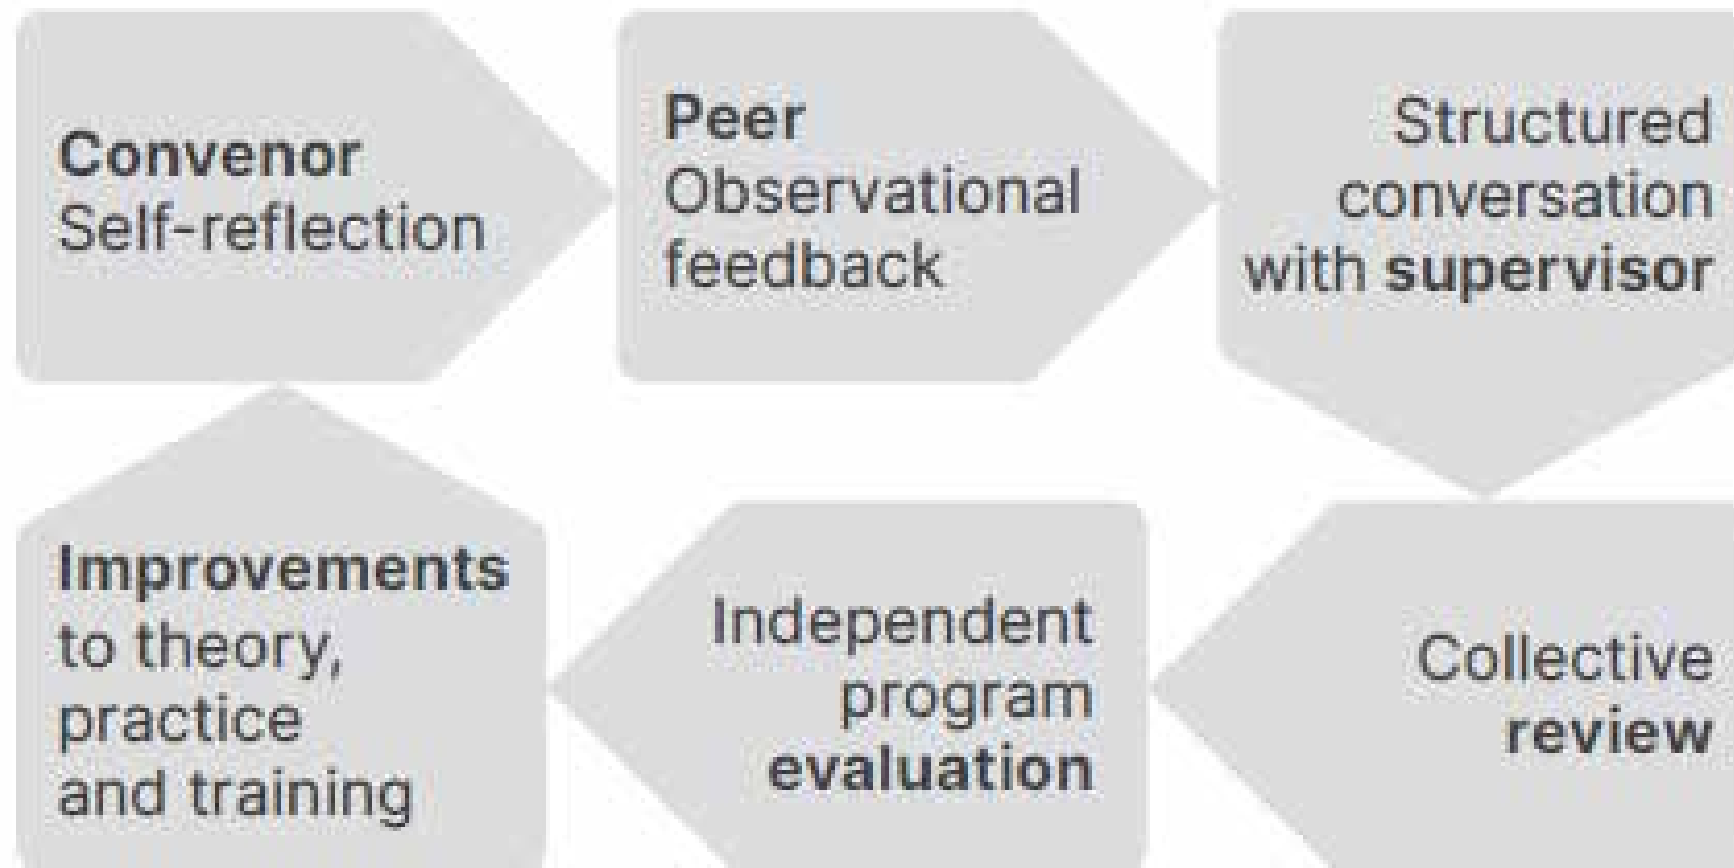 Convenor
Self-reflection
Peer
Observational
feedback
Structured
conversation
with supervisor
Collective
review
Independent
program
evaluation
Improvements
to theory,
practice
and training